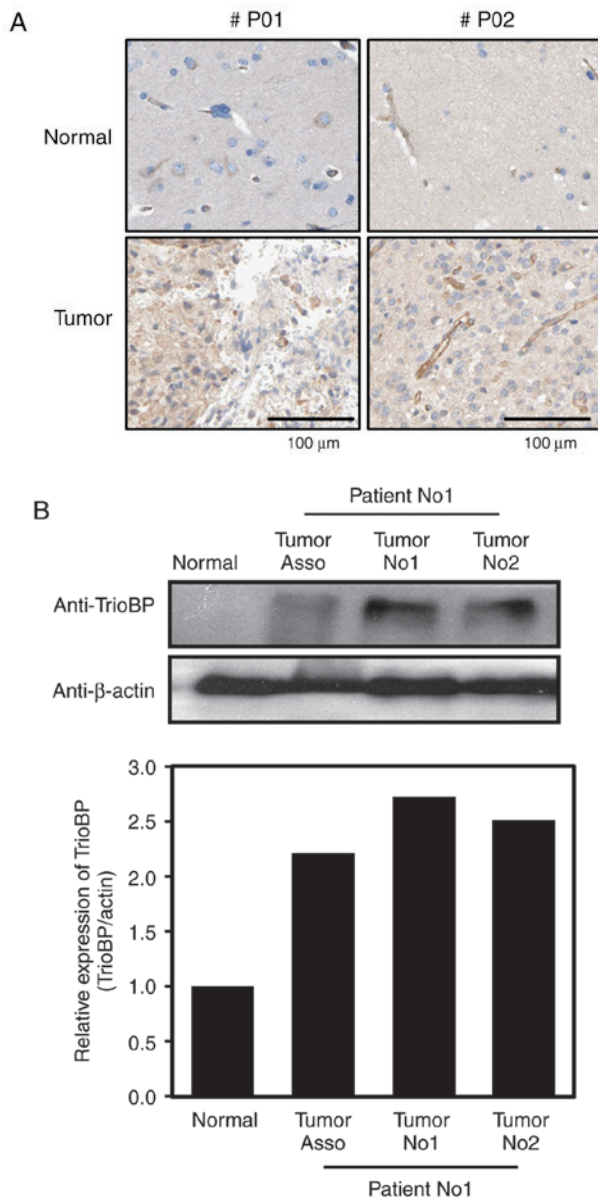 A
# P01 # P02
Normal
Tumor
100 µm 100 µm
B
Patient No1
Normal Tumor Asso Tumor No1 Tumor No2
Anti-TrioBP
Anti-β-actin
3.0
2.5
2.0
1.5
1.0
0.5
0.0
Relative expression of TrioBP
(TrioBP/actin)
Normal Tumor Tumor Tumor
Asso No1 No2
Patient No1